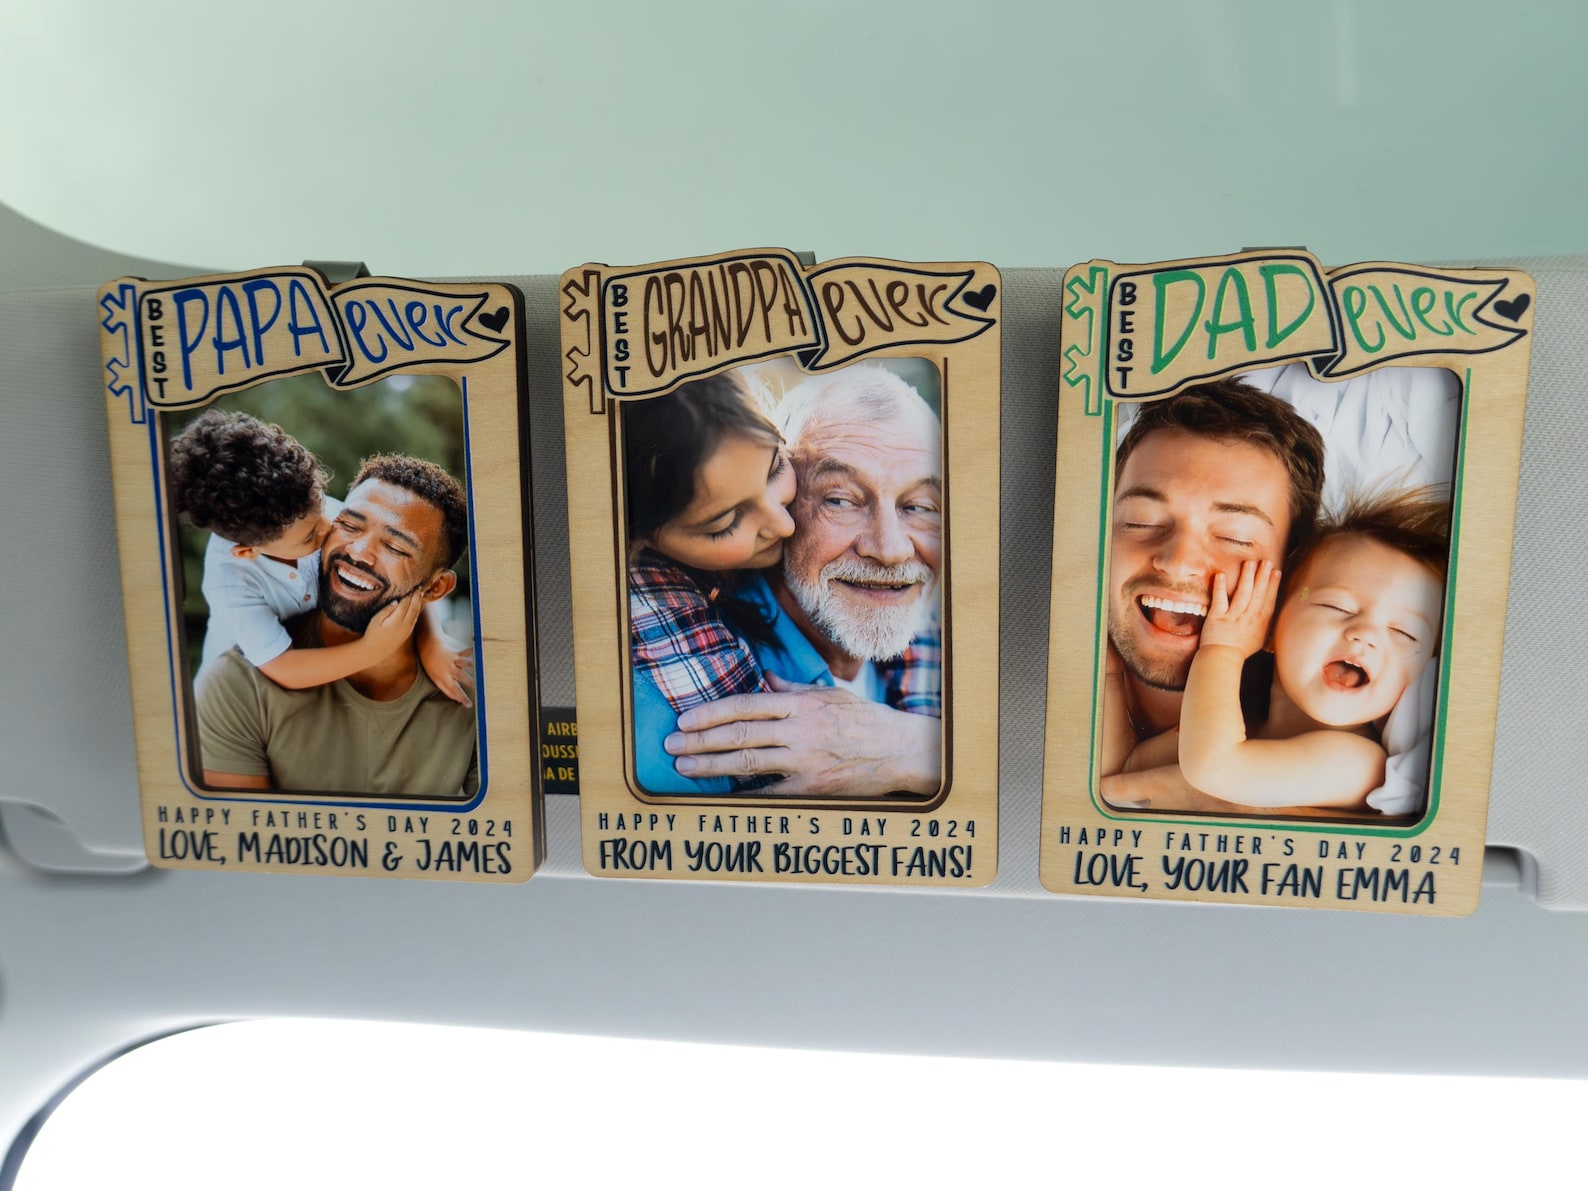 BEST PAPA ever
HAPPY FATHER'S DAY 2024
LOVE, MADISON & JAMES
BEST GRANDPA ever
HAPPY FATHER'S DAY 2024
FROM YOUR BIGGEST FANS!
BEST DAD ever
HAPPY FATHER'S DAY 2024
LOVE, YOUR FAN EMMA